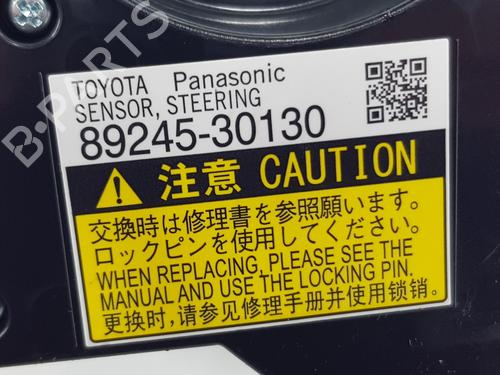 TOYOTA Panasonic
SENSOR, STEERING
89245-30130
注意 CAUTION
交換時は修理書を参照願います。
ロックピンを使用してください。
WHEN REPLACING, PLEASE SEE THE
MANUAL AND USE THE LOCKING PIN.
更换时,请参见修理手册并使用锁销。
B-PARTS